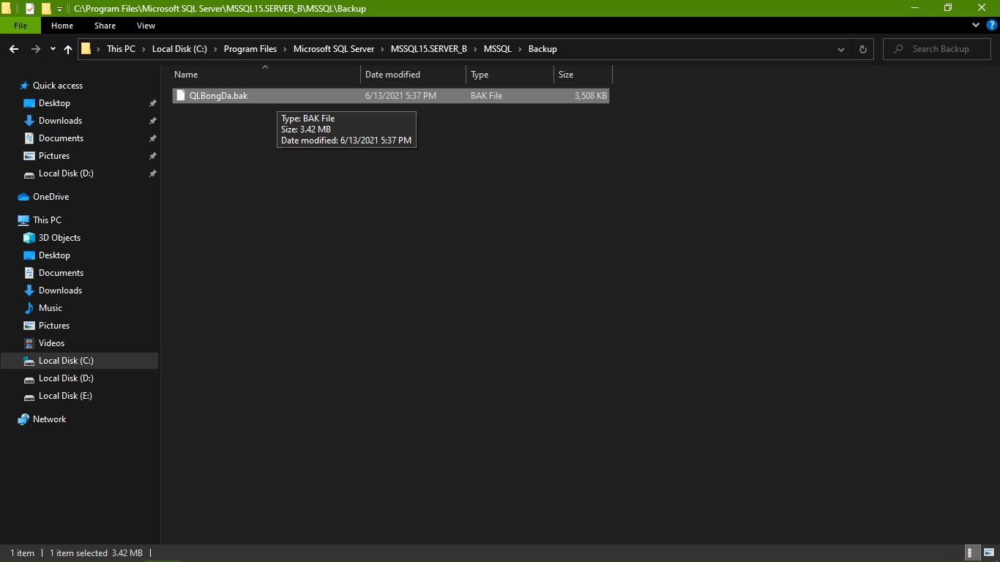 C:\Program Files\Microsoft SQL Server\MSSQL15.SERVER_B\MSSQL\Backup
File Home Share View
This PC Local Disk (C:) Program Files Microsoft SQL Server MSSQL15.SERVER_B MSSQL Backup Search Backup
Name Date modified Type Size
QLBongDa.bak 6/13/2021 5:37 PM BAK File 3,508 KB
Type: BAK File
Size: 3.42 MB
Date modified: 6/13/2021 5:37 PM
Quick access
Desktop
Downloads
Documents
Pictures
Local Disk (D:)
OneDrive
This PC
3D Objects
Desktop
Documents
Downloads
Music
Pictures
Videos
Local Disk (C:)
Local Disk (D:)
Local Disk (E:)
Network
1 item 1 item selected 3.42 MB